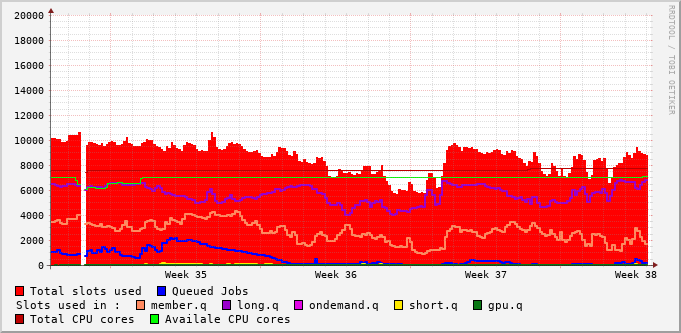 RRDTOOL / TOBI OETIKER
20000
18000
16000
14000
12000
10000
8000
6000
4000
2000
0
Week 35 Week 36 Week 37 Week 38
Total slots used Queued Jobs
Slots used in : member.q long.q ondemand.q short.q gpu.q
Total CPU cores Availale CPU cores